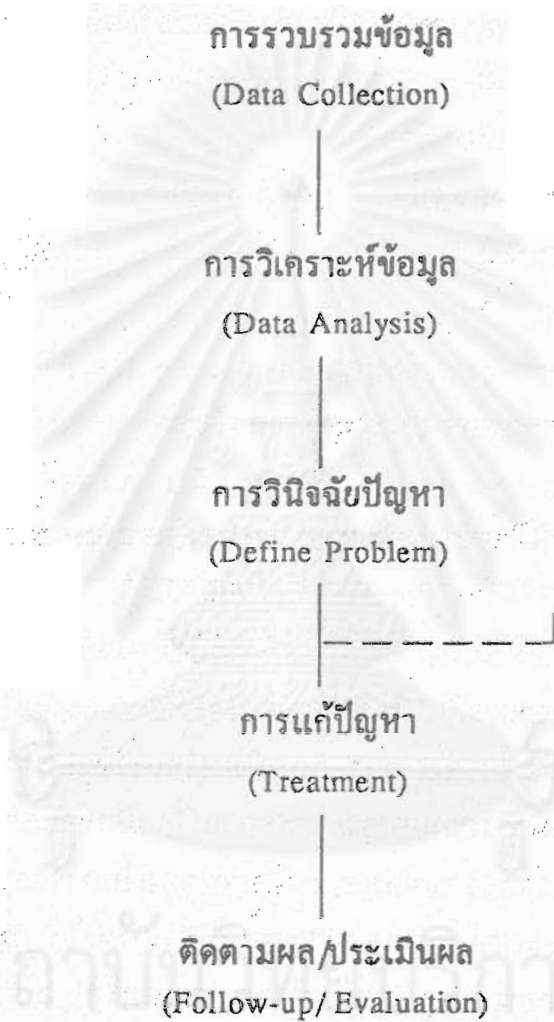 การรวบรวมข้อมูล
(Data Collection)
การวิเคราะห์ข้อมูล
(Data Analysis)
การวินิจฉัยปัญหา
(Define Problem)
การแก้ปัญหา
(Treatment)
ติดตามผล/ประเมินผล
(Follow-up/ Evaluation)